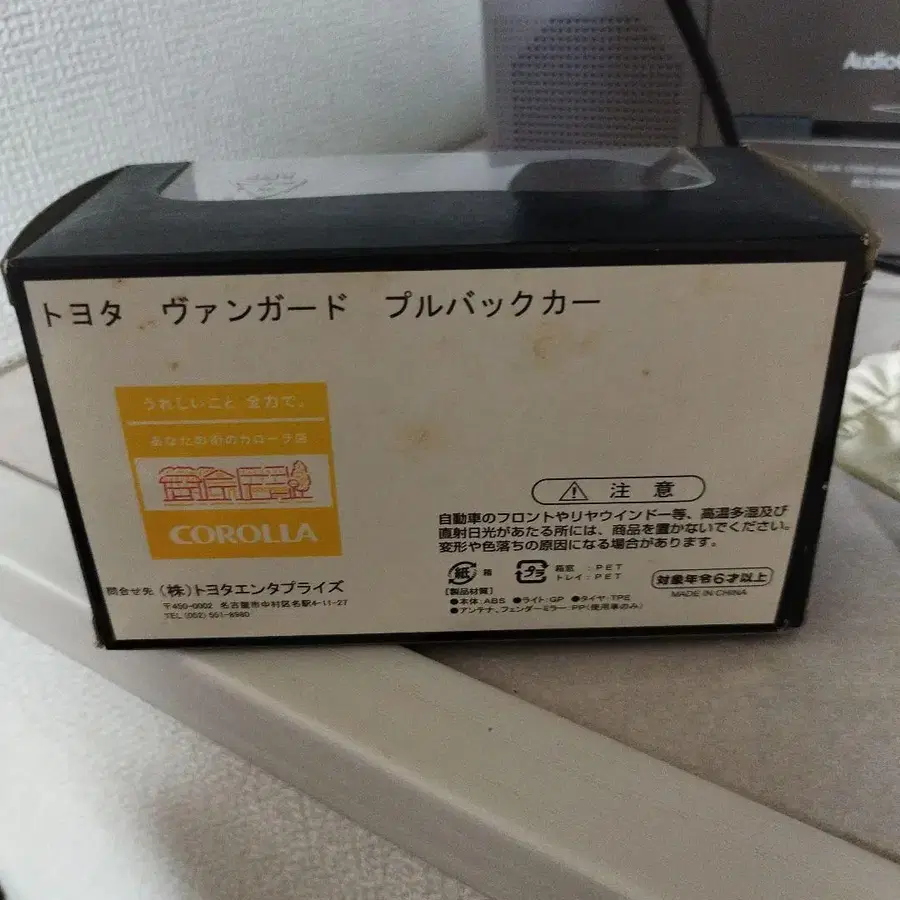 Audio
トヨタ ヴァンガード プルバックカー
うれしいこと 全力で。
あなたの街のカローラ店
COROLLA
注意
自動車のフロントやリヤウインドー等、高温多湿及び
直射日光があたる所には、商品を置かないでください。
変形や色落ちの原因になる場合があります。
紙 箱
プラ 箱窓 :PET
トレイ:PET
対象年令6才以上
MADE IN CHINA
[製品材質]
●本体:ABS ●ライト:GP ●タイヤ:TPE
●アンテナ、フェンダーミラー:PP(使用車のみ)
問合せ先 (株)トヨタエンタプライズ
〒450-0002 名古屋市中村区名駅4-11-27
TEL (052) 551-8980